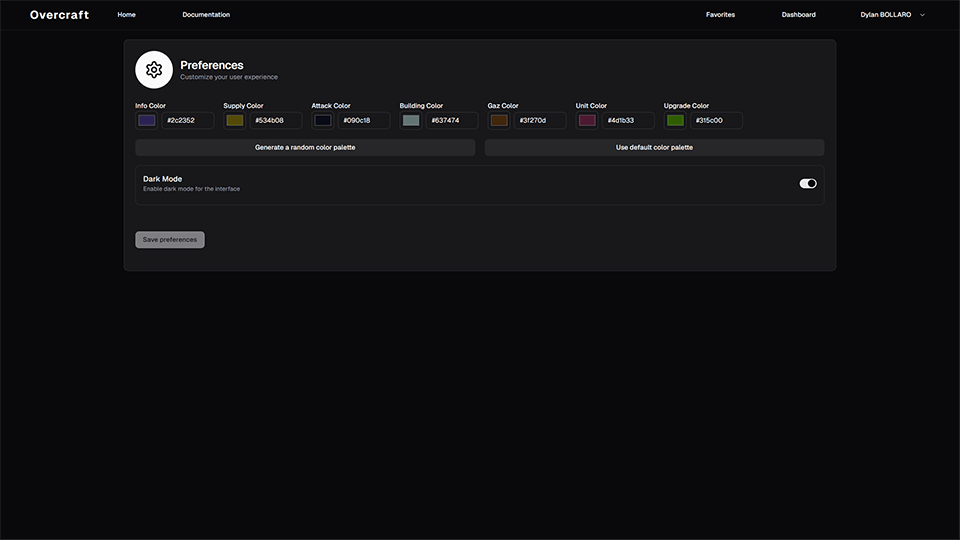 Overcraft Home Documentation Favorites Dashboard Dylan BOLLARO
Preferences
Customize your user experience
Info Color Supply Color Attack Color Building Color Gaz Color Unit Color Upgrade Color
#2c2352 #534b08 #090c18 #637474 #3f270d #4d1b33 #315c00
Generate a random color palette Use default color palette
Dark Mode
Enable dark mode for the interface
Save preferences